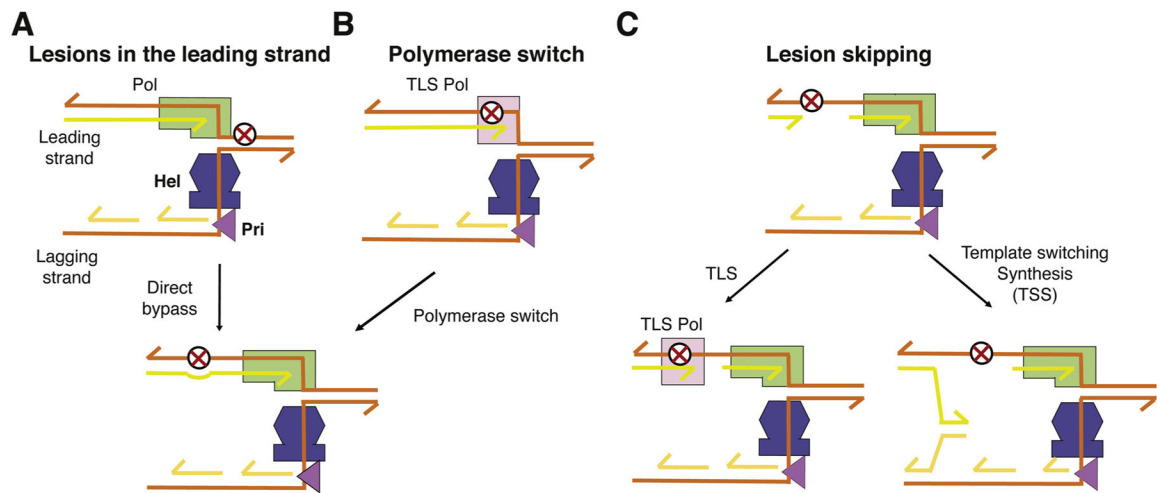 A
Lesions in the leading strand
Pol
Leading
strand
Hel
Pri
Lagging
strand
Direct
bypass
B
Polymerase switch
TLS Pol
Polymerase switch
C
Lesion skipping
TLS
Template switching
Synthesis
(TSS)
TLS Pol